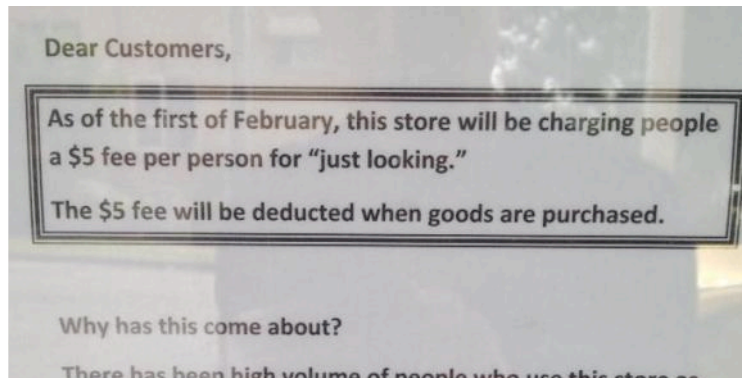 Dear Customers,
As of the first of February, this store will be charging people
a $5 fee per person for “just looking.”
The $5 fee will be deducted when goods are purchased.
Why has this come about?
There has been high volume of people who use this store as